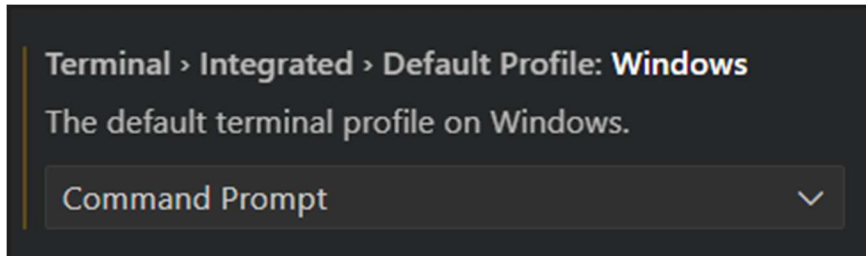 Terminal › Integrated › Default Profile: Windows
The default terminal profile on Windows.
Command Prompt